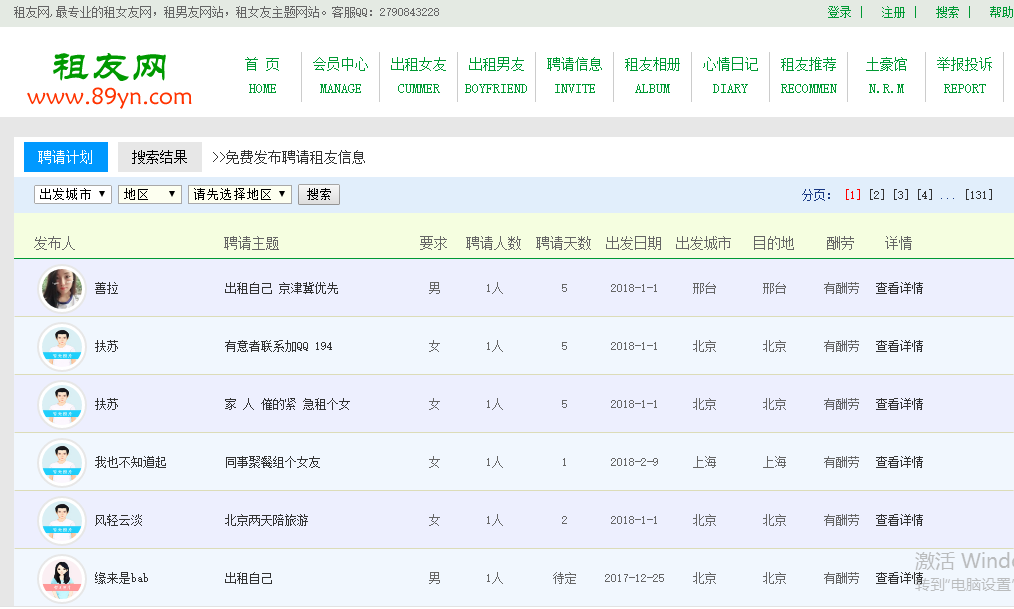 租友网,最专业的租女友网，租男友网站，租女友主题网站。客服QQ：2790843228 登录 | 注册 | 搜索 | 帮助
租友网
www.89yn.com
首 页 会员中心 出租女友 出租男友 聘请信息 租友相册 心情日记 租友推荐 土豪馆 举报投诉
HOME MANAGE CUMMER BOYFRIEND INVITE ALBUM DIARY RECOMMEN N.R.M REPORT
聘请计划 搜索结果 >>免费发布聘请租友信息
出发城市 地区 请先选择地区 搜索 分页： [1] [2] [3] [4] ... [131]
发布人 聘请主题 要求 聘请人数 聘请天数 出发日期 出发城市 目的地 酬劳 详情
蔷拉 出租自己 京津冀优先 男 1人 5 2018-1-1 邢台 邢台 有酬劳 查看详情
扶苏 有意者联系加QQ 194 女 1人 5 2018-1-1 北京 北京 有酬劳 查看详情
扶苏 家 人 催的紧 急租个女 女 1人 5 2018-1-1 北京 北京 有酬劳 查看详情
我也不知道起 同事聚餐组个女友 女 1人 1 2018-2-9 上海 上海 有酬劳 查看详情
风轻云淡 北京两天陪旅游 女 1人 2 2018-1-1 北京 北京 有酬劳 查看详情
缘来是bab 出租自己 男 1人 待定 2017-12-25 北京 北京 有酬劳 查看详情
激活 Windo
转到"电脑设置"